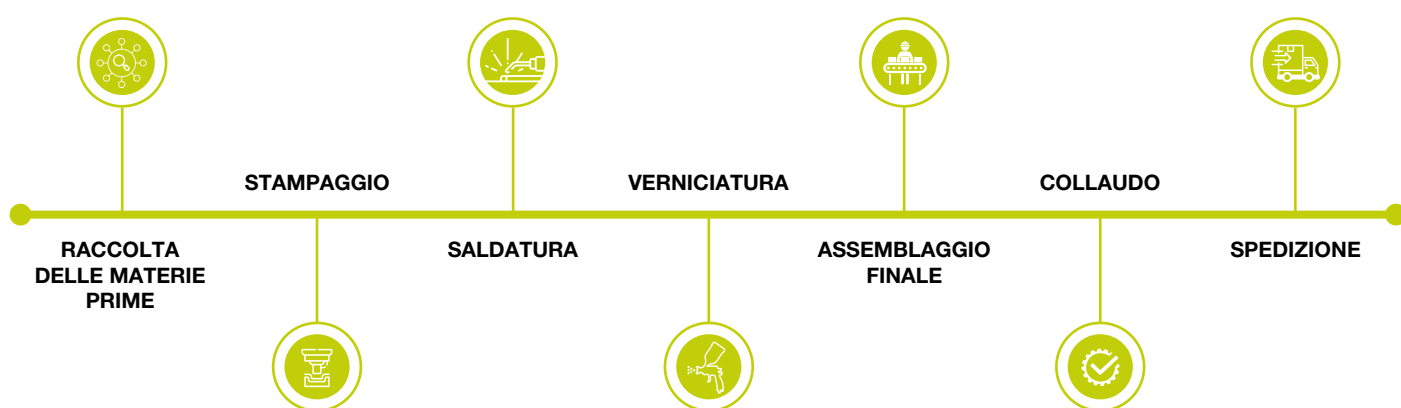 STAMPAGGIO
VERNICIATURA
COLLAUDO
RACCOLTA
DELLE MATERIE
PRIME
SALDATURA
ASSEMBLAGGIO
FINALE
SPEDIZIONE